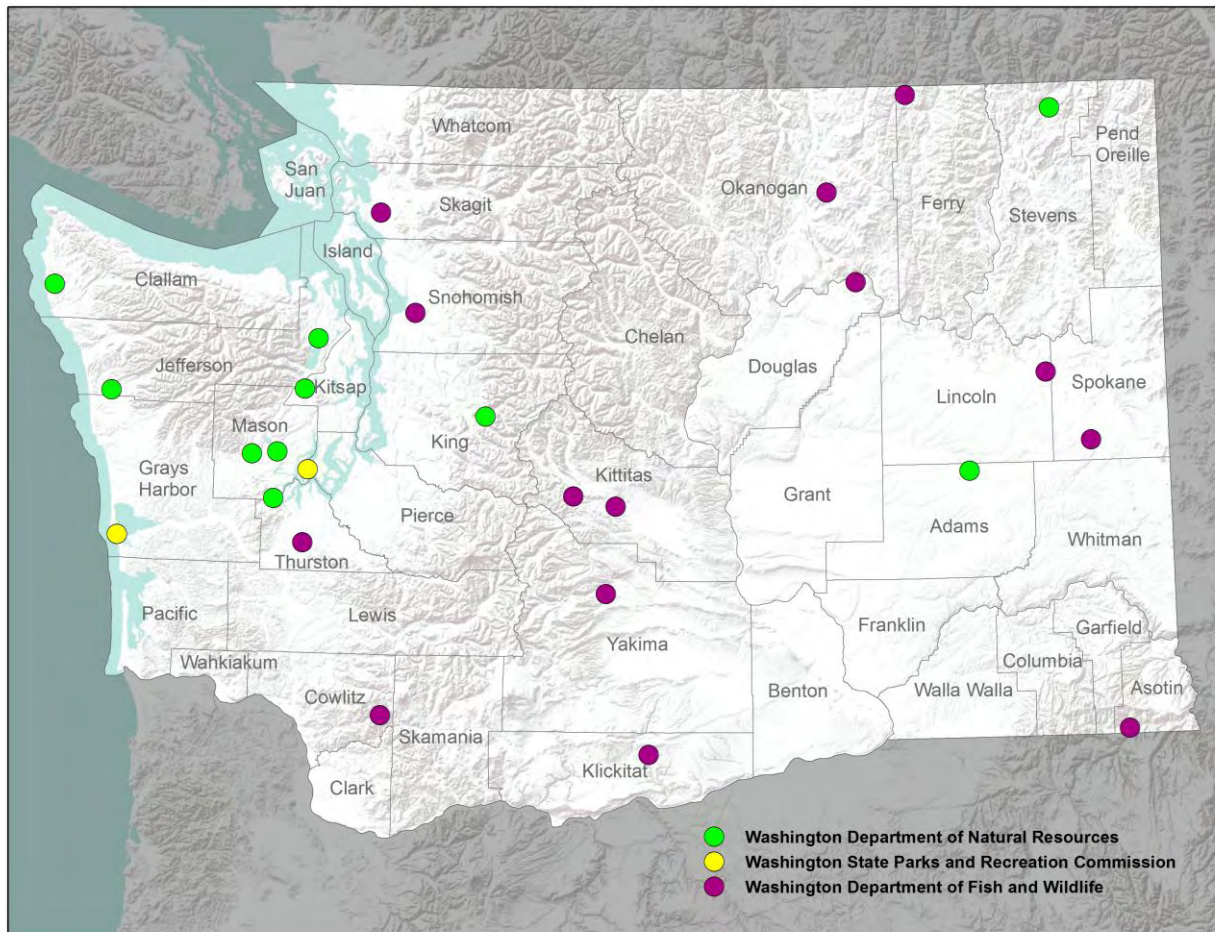 Whatcom
Pend
Oreille
San
Juan
Okanogan
Skagit
Ferry
Stevens
Island
Clallam
Snohomish
Chelan
Jefferson
Douglas
Kitsap
Spokane
Lincoln
Mason
King
Grays
Harbor
Kittitas
Grant
Pierce
Adams
Whitman
Thurston
Pacific
Lewis
Franklin
Garfield
Yakima
Wahkiakum
Columbia
Cowlitz
Benton
Walla Walla
Asotin
Skamania
Klickitat
Clark
Washington Department of Natural Resources
Washington State Parks and Recreation Commission
Washington Department of Fish and Wildlife